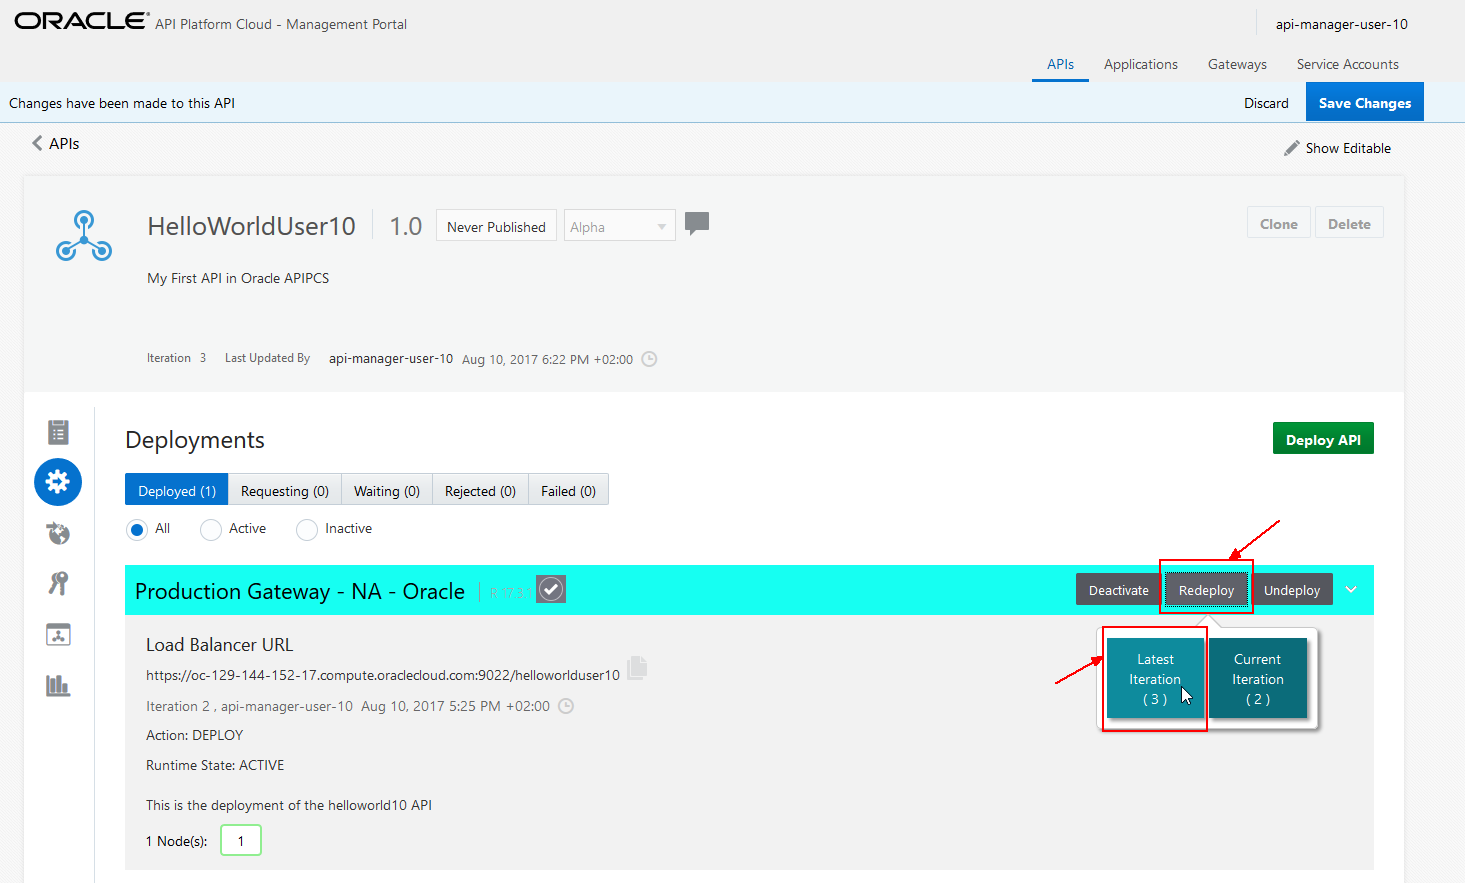 ORACLE® API Platform Cloud - Management Portal
api-manager-user-10
APIs Applications Gateways Service Accounts
Changes have been made to this API
Discard Save Changes
APIs
Show Editable
HelloWorldUser10 1.0 Never Published Alpha
Clone Delete
My First API in Oracle APIPCS
Iteration 3 Last Updated By api-manager-user-10 Aug 10, 2017 6:22 PM +02:00
Deployments
Deploy API
Deployed (1) Requesting (0) Waiting (0) Rejected (0) Failed (0)
All Active Inactive
Production Gateway - NA - Oracle
Deactivate Redeploy Undeploy
Load Balancer URL
https://oc-129-144-152-17.compute.oraclecloud.com:9022/helloworlduser10
Iteration 2 , api-manager-user-10 Aug 10, 2017 5:25 PM +02:00
Action: DEPLOY
Runtime State: ACTIVE
This is the deployment of the helloworld10 API
1 Node(s): 1
Latest
Iteration
( 3 )
Current
Iteration
( 2 )